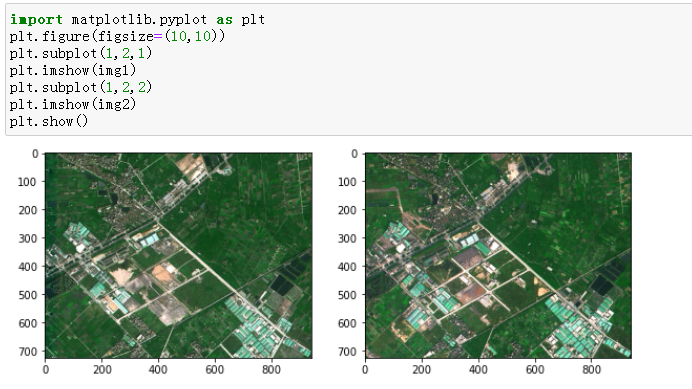 import matplotlib.pyplot as plt
plt.figure(figsize=(10,10))
plt.subplot(1,2,1)
plt.imshow(img1)
plt.subplot(1,2,2)
plt.imshow(img2)
plt.show()
0
100
200
300
400
500
600
700
0 200 400 600 800
0
100
200
300
400
500
600
700
0 200 400 600 800